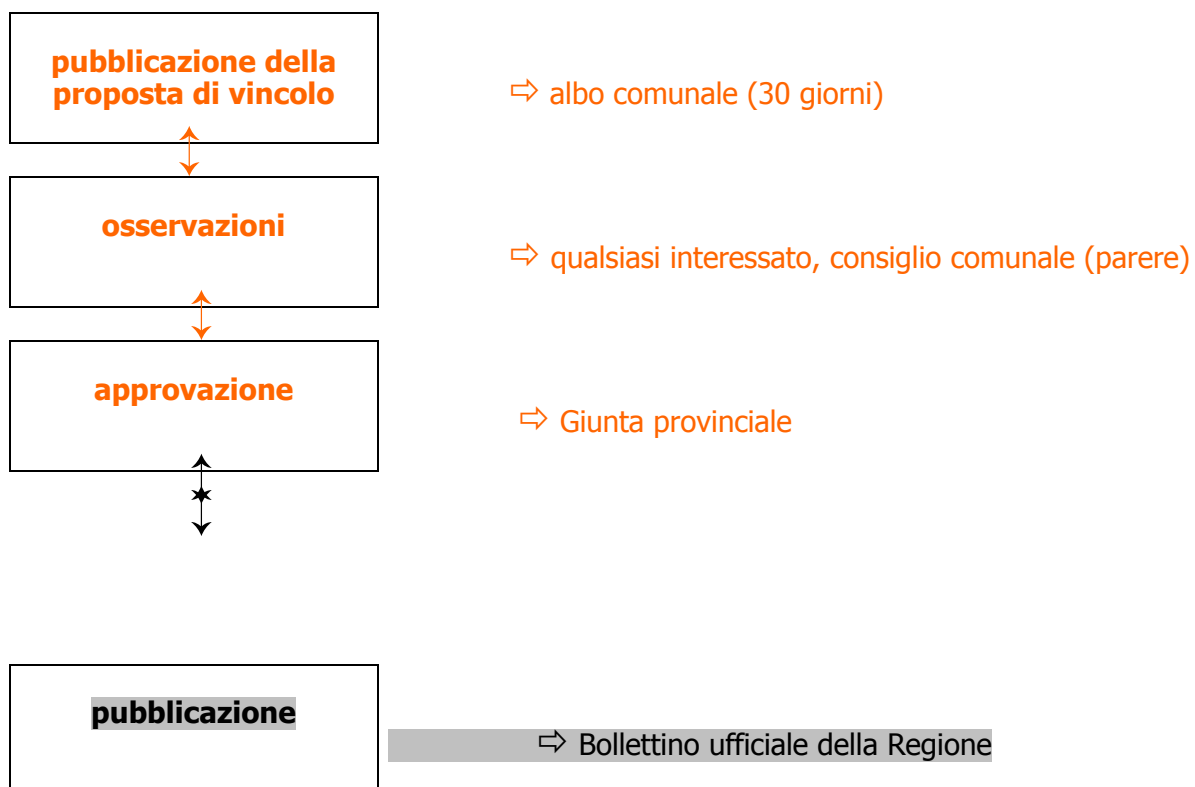 pubblicazione della
proposta di vincolo
⇨ albo comunale (30 giorni)
osservazioni
⇨ qualsiasi interessato, consiglio comunale (parere)
approvazione
⇨ Giunta provinciale
pubblicazione
⇨ Bollettino ufficiale della Regione